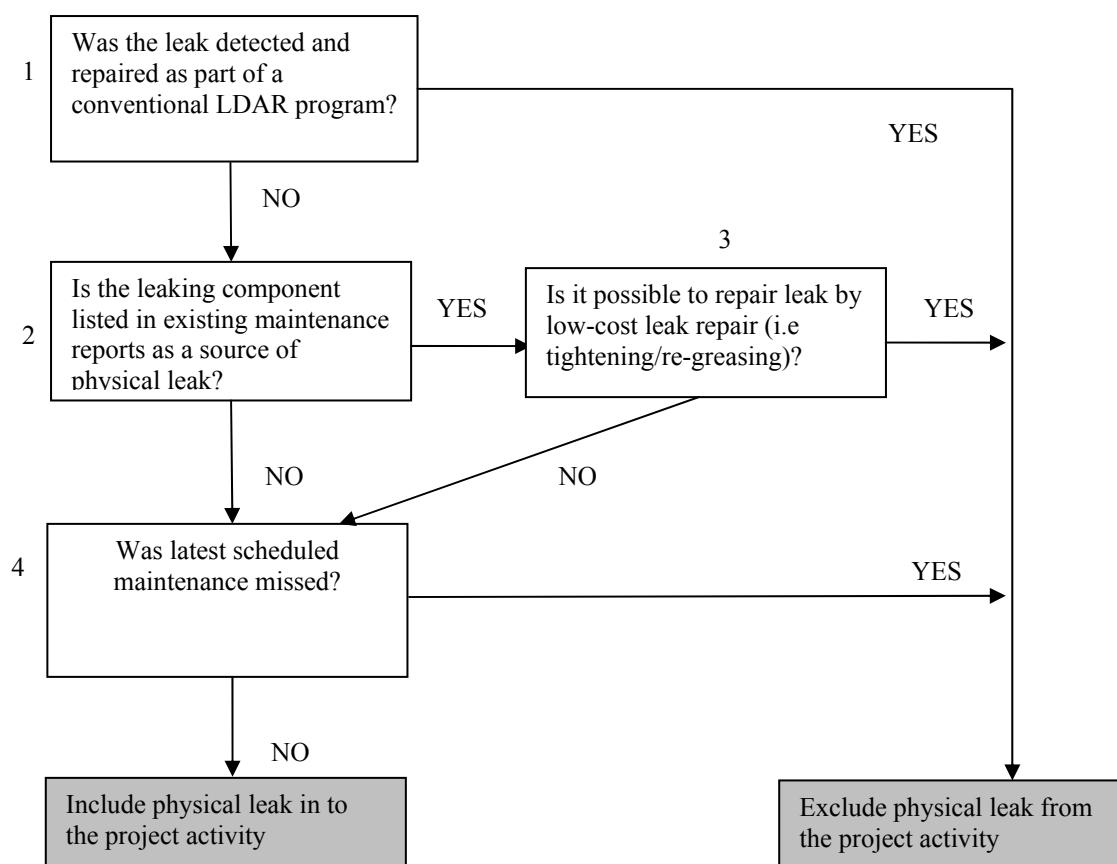 1
Was the leak detected and
repaired as part of a
conventional LDAR program?
YES
NO
2
Is the leaking component
listed in existing maintenance
reports as a source of
physical leak?
YES
3
Is it possible to repair leak by
low-cost leak repair (i.e
tightening/re-greasing)?
YES
NO
NO
4
Was latest scheduled
maintenance missed?
YES
NO
Include physical leak in to
the project activity
Exclude physical leak from
the project activity